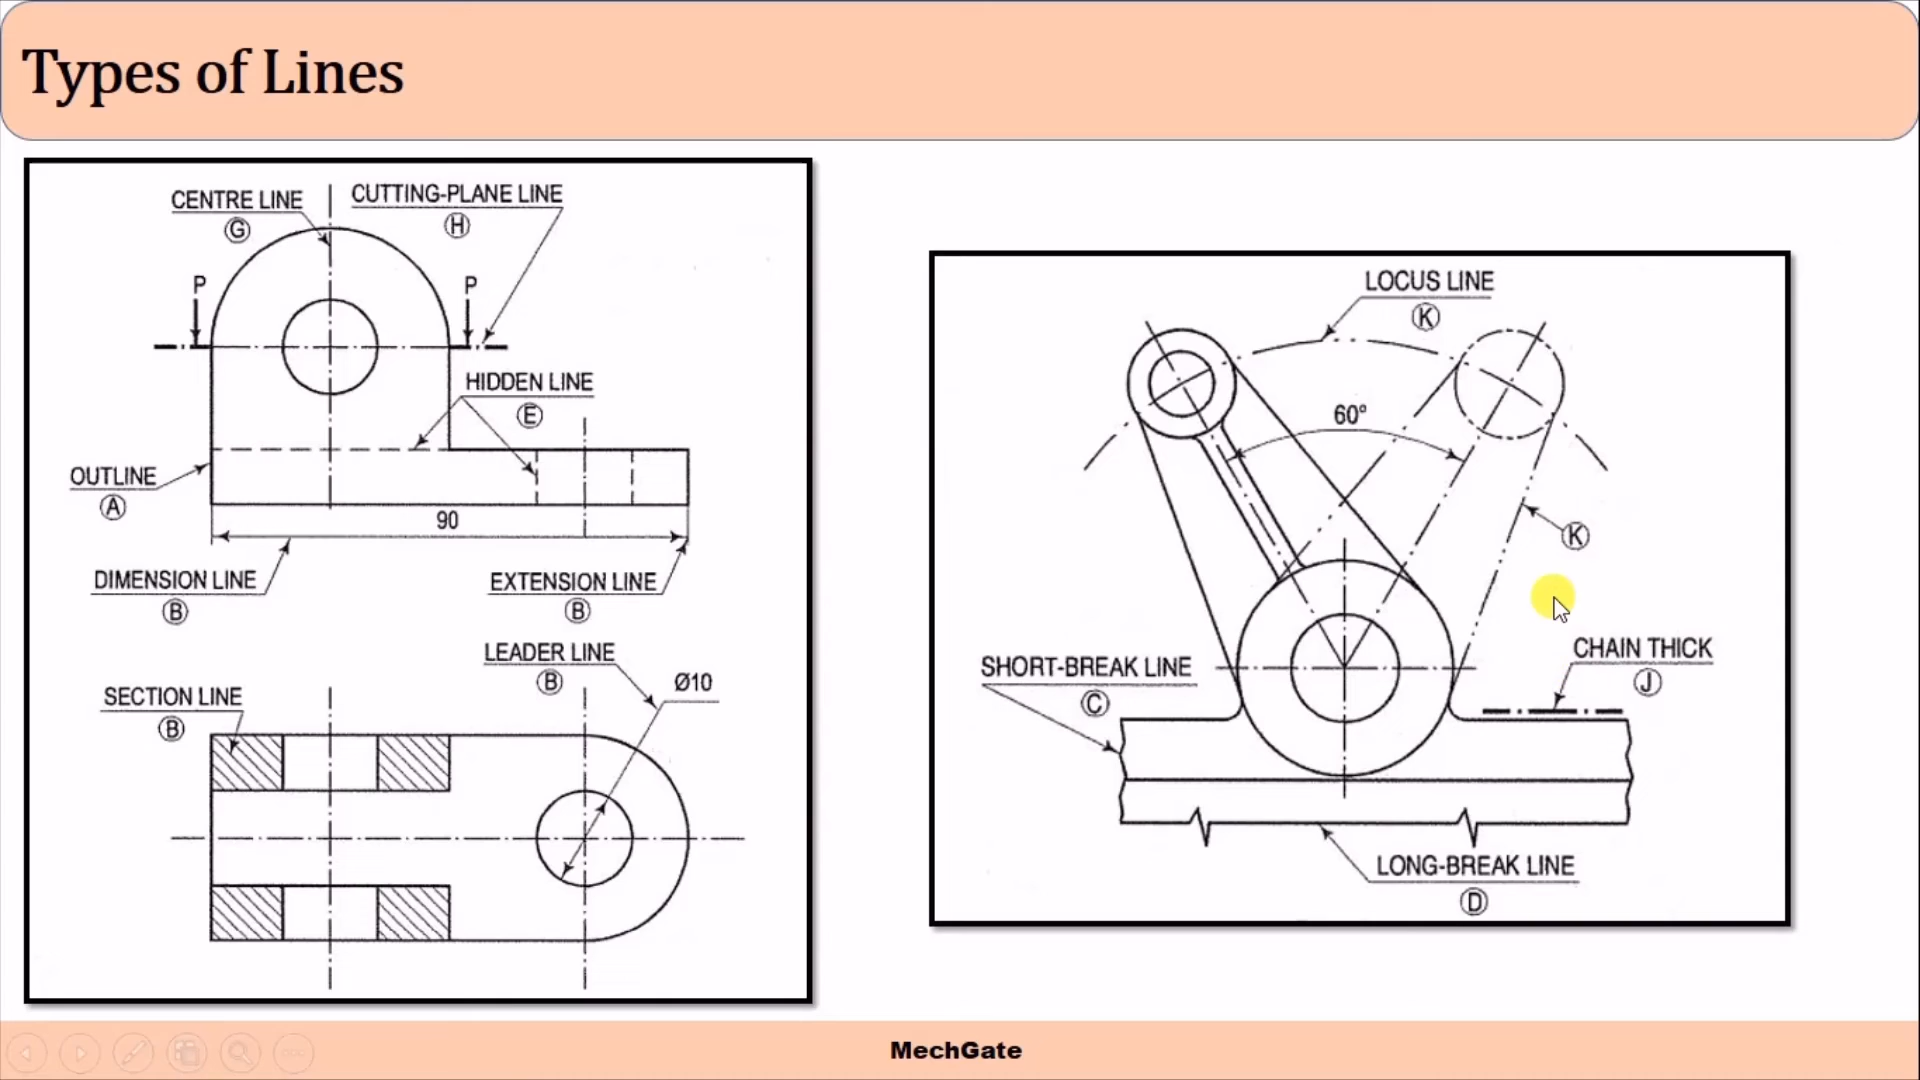 Types of Lines
CENTRE LINE
G
CUTTING-PLANE LINE
H
P
P
HIDDEN LINE
E
OUTLINE
A
90
DIMENSION LINE
B
EXTENSION LINE
B
LEADER LINE
B
Ø10
SECTION LINE
B
LOCUS LINE
K
60°
K
SHORT-BREAK LINE
C
CHAIN THICK
J
LONG-BREAK LINE
D
MechGate